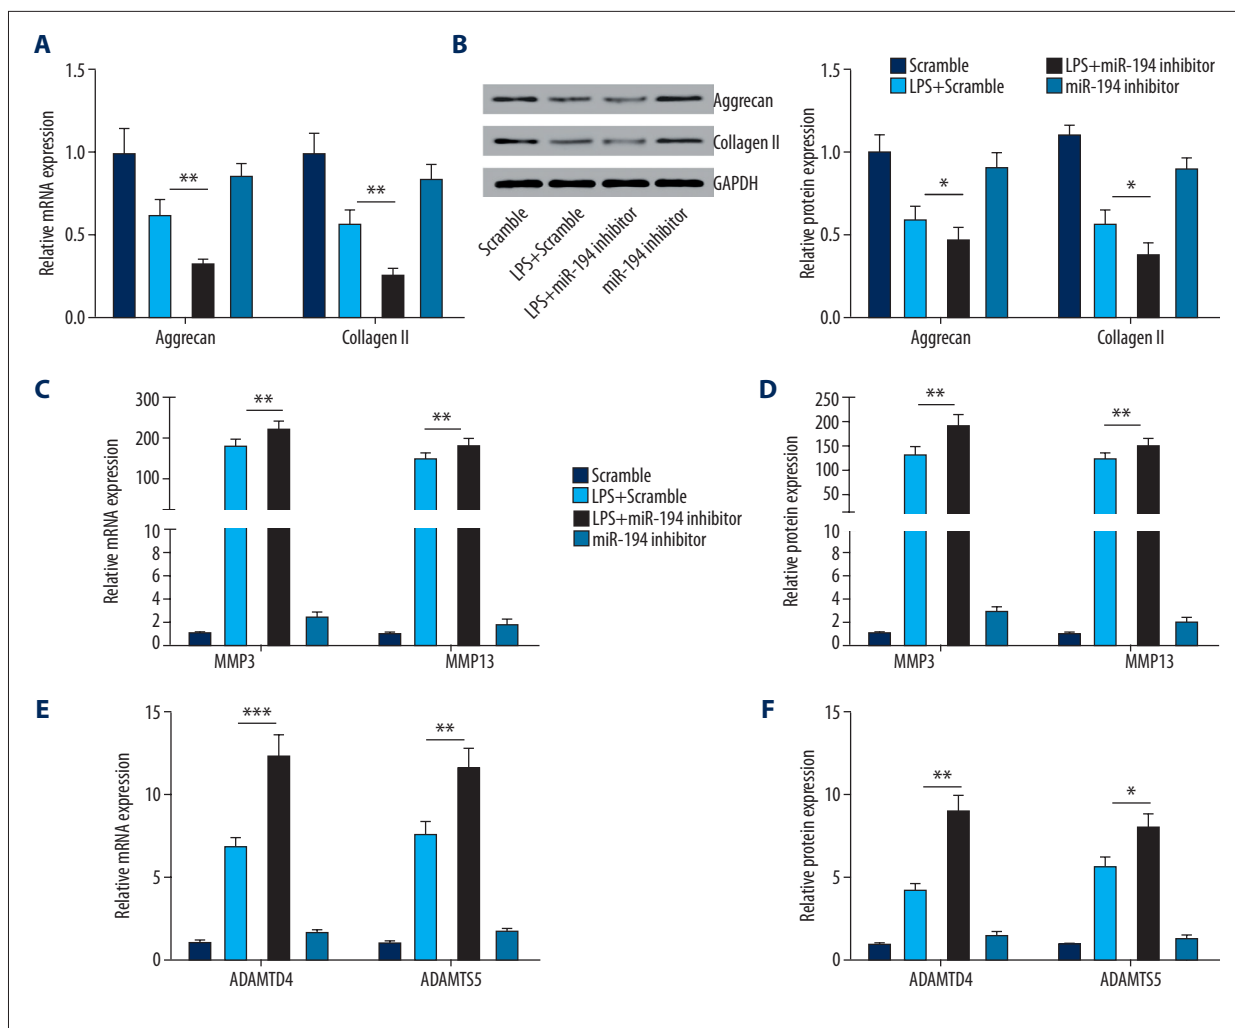 A
Relative mRNA expression
1.5
1.0
0.5
0.0
**
**
Aggrecan
Collagen II
B
Aggrecan
Collagen II
GAPDH
Scramble
LPS+Scramble
LPS+miR-194 inhibitor
miR-194 inhibitor
Scramble
LPS+Scramble
LPS+miR-194 inhibitor
miR-194 inhibitor
Relative protein expression
1.5
1.0
0.5
0.0
*
*
Aggrecan
Collagen II
C
Relative mRNA expression
300
200
100
10
8
6
4
2
0
**
**
MMP3
MMP13
Scramble
LPS+Scramble
LPS+miR-194 inhibitor
miR-194 inhibitor
D
Relative protein expression
250
200
150
100
50
10
8
6
4
2
0
**
**
MMP3
MMP13
E
Relative mRNA expression
15
10
5
0
***
**
ADAMTD4
ADAMTS5
F
Relative protein expression
15
10
5
0
**
*
ADAMTD4
ADAMTS5